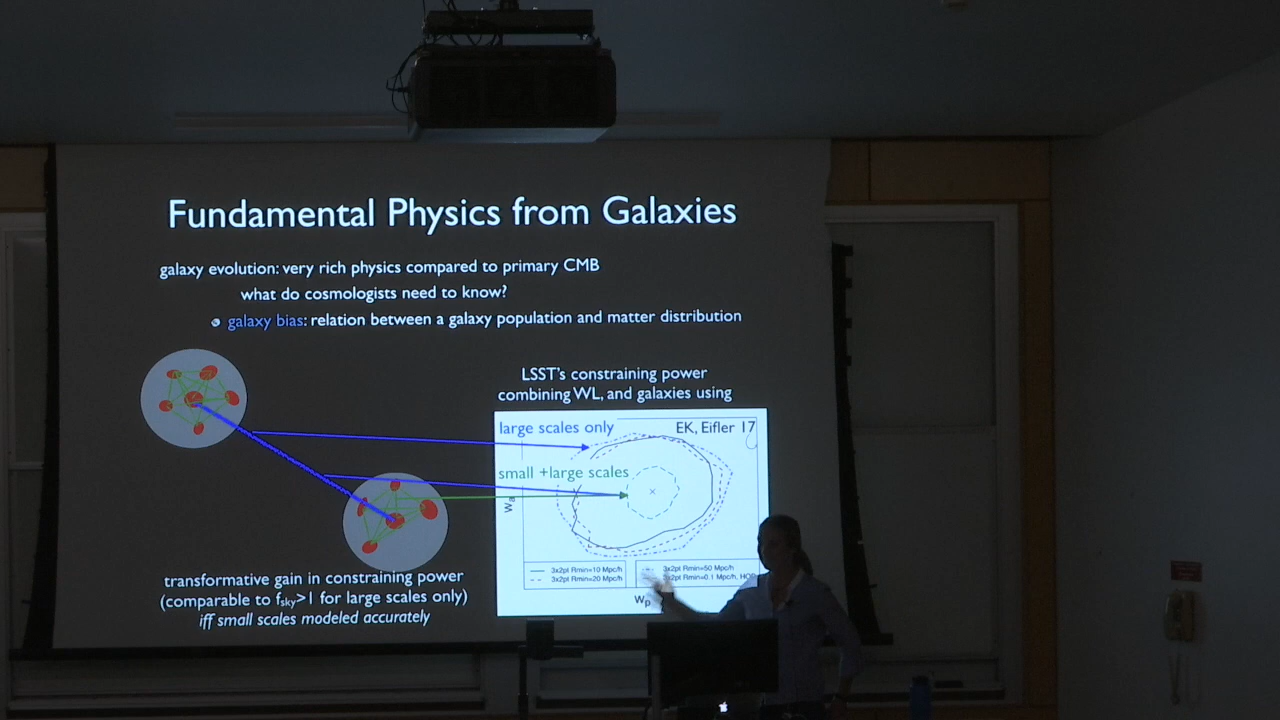 Fundamental Physics from Galaxies
galaxy evolution: very rich physics compared to primary CMB
what do cosmologists need to know?
galaxy bias: relation between a galaxy population and matter distribution
LSST's constraining power
combining WL, and galaxies using
large scales only
EK, Eifler 17
small +large scales
3x2pt Rmin=10 Mpc/h
3x2pt Rmin=20 Mpc/h
3x2pt Rmin=50 Mpc/h
3x2pt Rmin=0.1 Mpc/h, HOD
wₐ
wₚ
transformative gain in constraining power
(comparable to fsky>1 for large scales only)
iff small scales modeled accurately